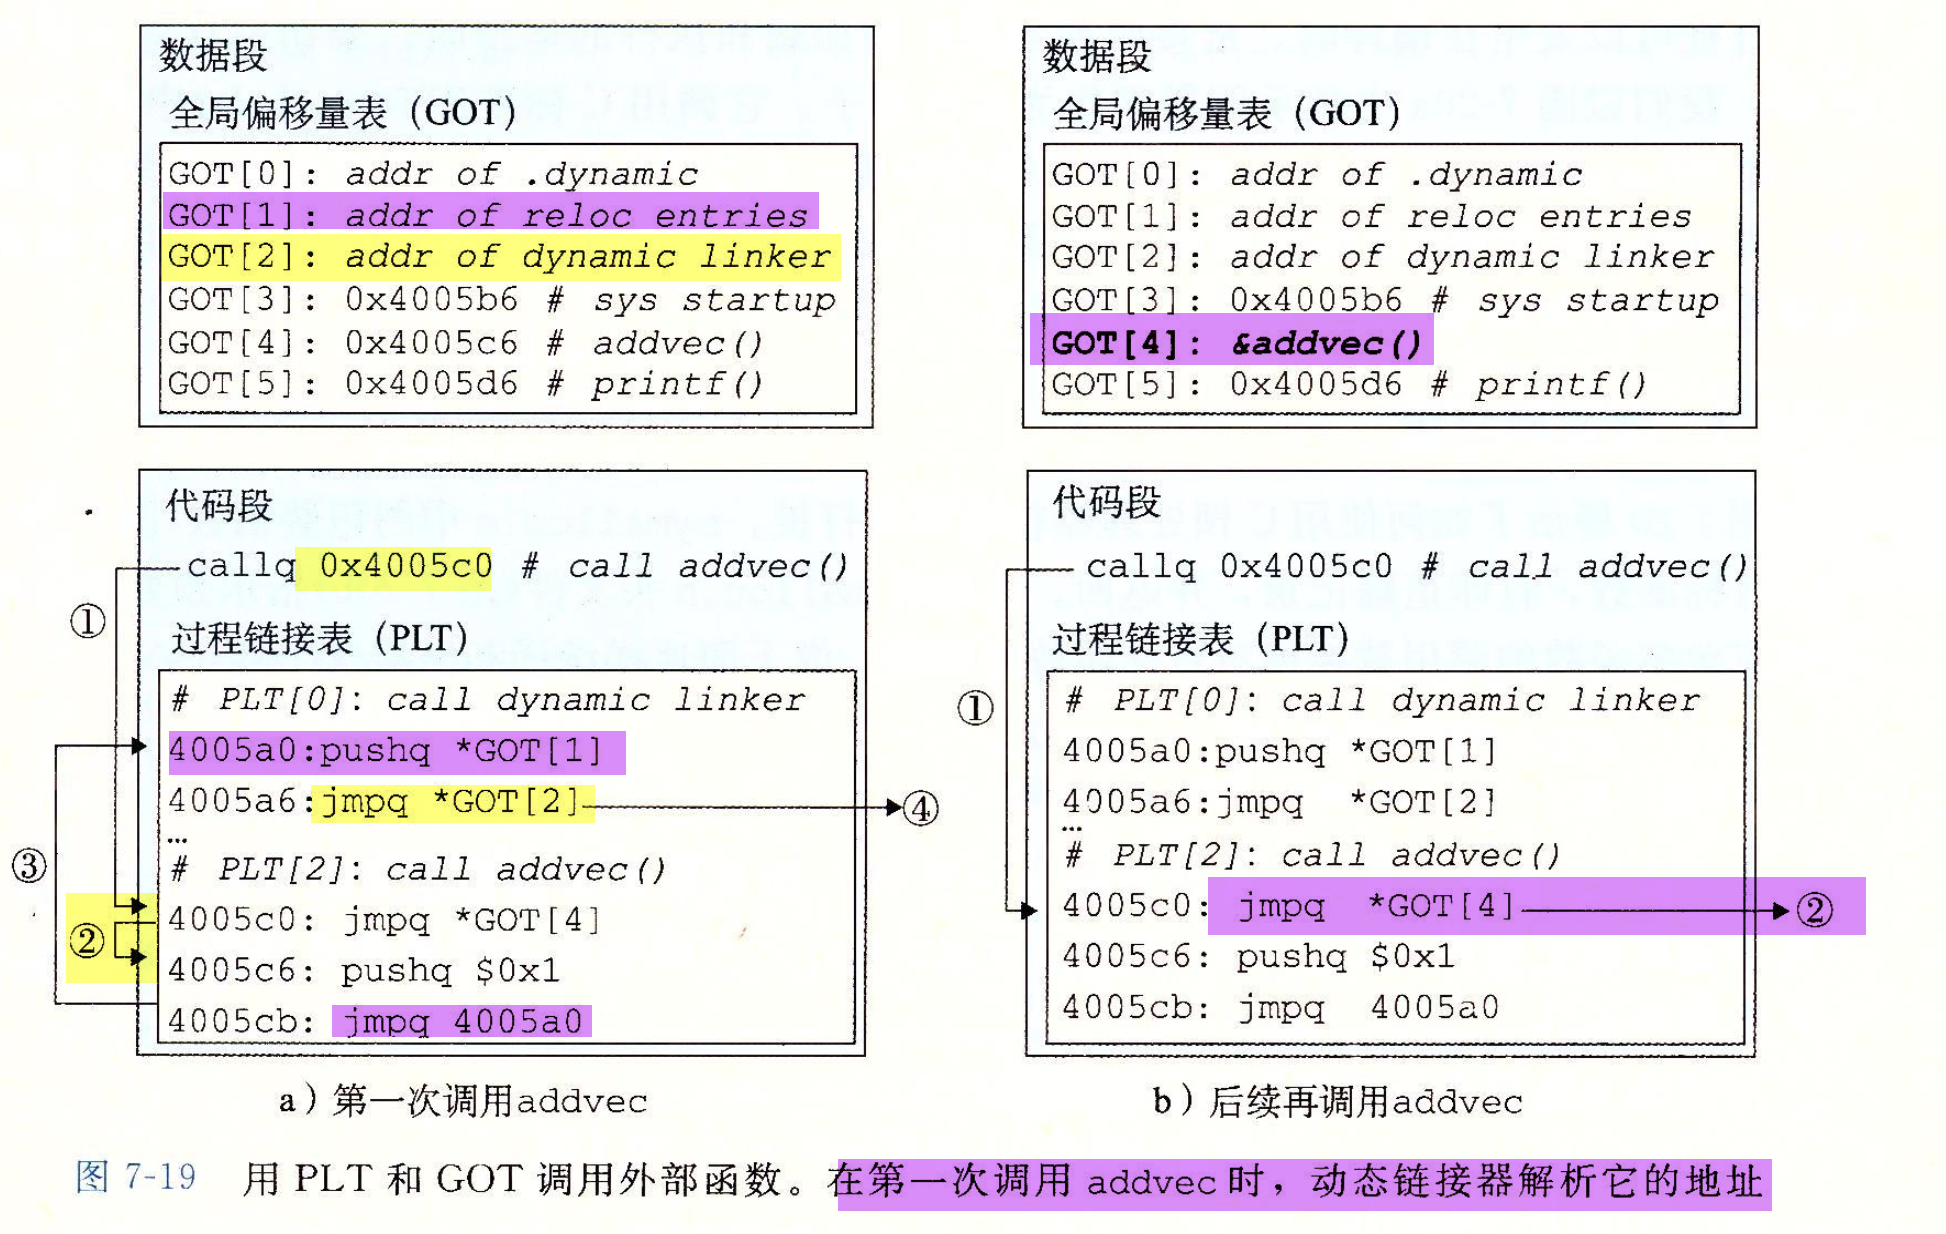 数据段
全局偏移量表（GOT）
GOT[0]: addr of .dynamic
GOT[1]: addr of reloc entries
GOT[2]: addr of dynamic linker
GOT[3]: 0x4005b6 # sys startup
GOT[4]: 0x4005c6 # addvec()
GOT[5]: 0x4005d6 # printf()
代码段
callq 0x4005c0 # call addvec()
①
过程链接表（PLT）
# PLT[0]: call dynamic linker
4005a0:pushq *GOT[1]
4005a6:jmpq *GOT[2]
④
…
③
# PLT[2]: call addvec()
4005c0: jmpq *GOT[4]
②
4005c6: pushq $0x1
4005cb: jmpq 4005a0
a）第一次调用addvec
数据段
全局偏移量表（GOT）
GOT[0]: addr of .dynamic
GOT[1]: addr of reloc entries
GOT[2]: addr of dynamic linker
GOT[3]: 0x4005b6 # sys startup
GOT[4]: &addvec()
GOT[5]: 0x4005d6 # printf()
代码段
callq 0x4005c0 # call addvec()
过程链接表（PLT）
①
# PLT[0]: call dynamic linker
4005a0:pushq *GOT[1]
4005a6:jmpq *GOT[2]
…
# PLT[2]: call addvec()
4005c0: jmpq *GOT[4]
②
4005c6: pushq $0x1
4005cb: jmpq 4005a0
b）后续再调用addvec
图 7-19 用 PLT 和 GOT 调用外部函数。在第一次调用 addvec 时，动态链接器解析它的地址